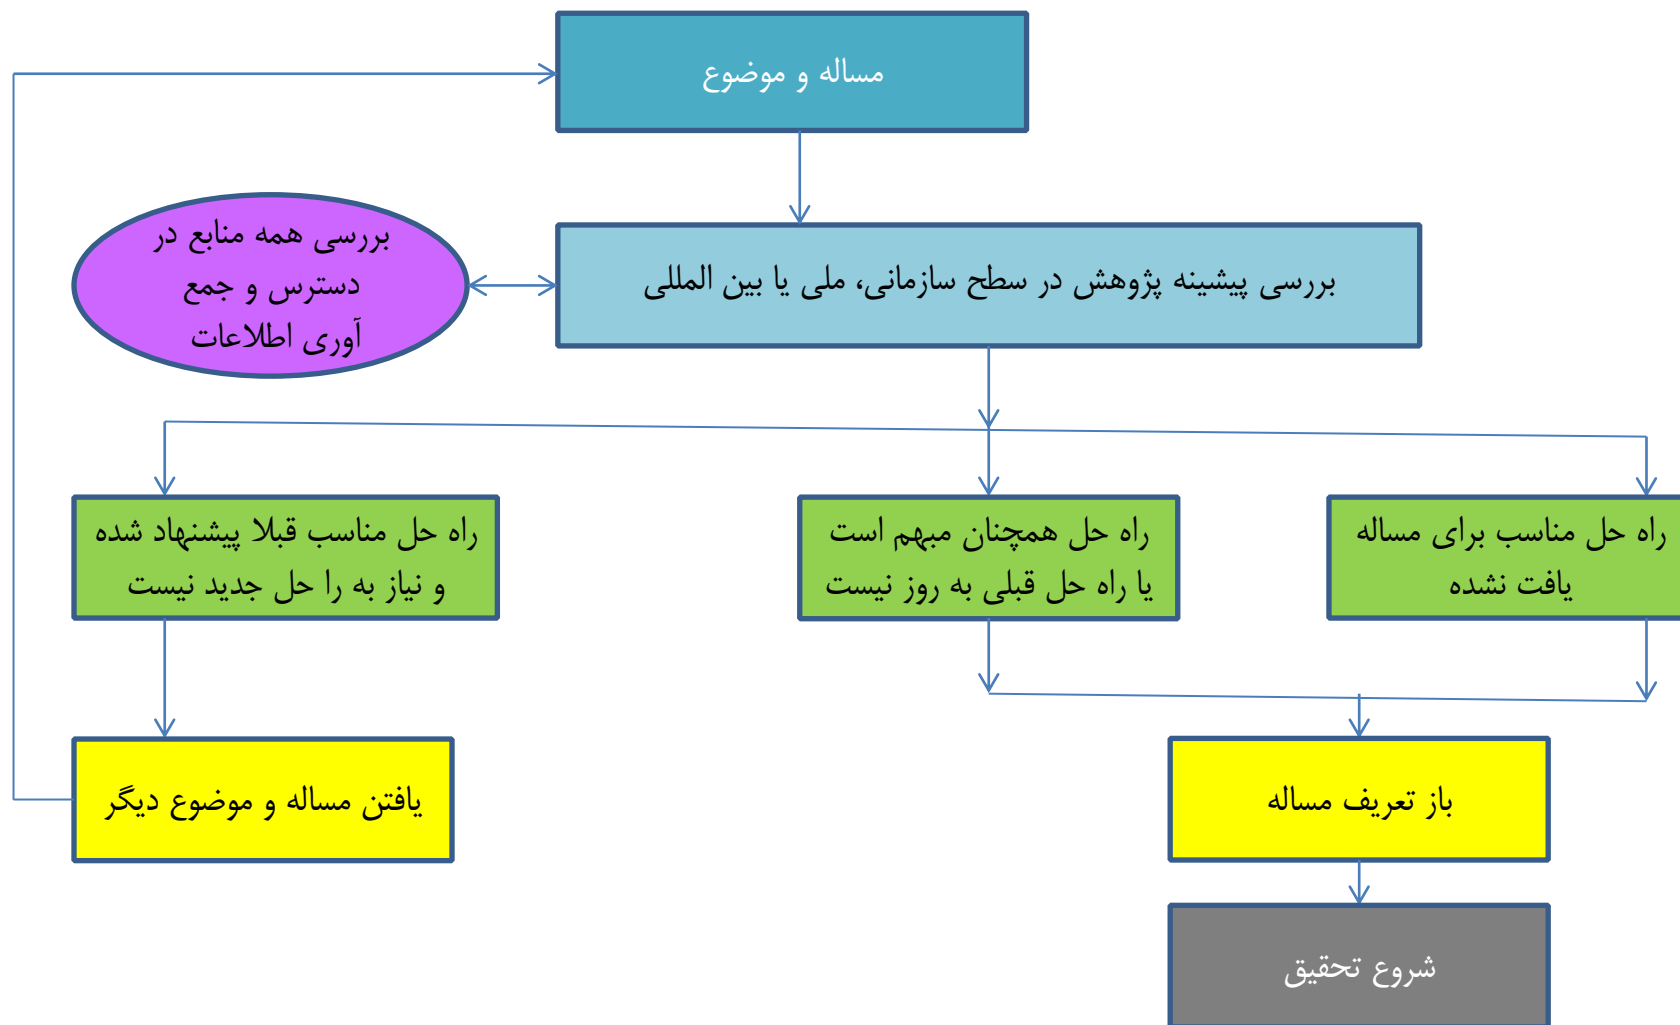 مساله و موضوع
بررسی پیشینه پژوهش در سطح سازمانی، ملی یا بین المللی
بررسی همه منابع در
دسترس و جمع
آوری اطلاعات
راه حل مناسب برای مساله
یافت نشده
راه حل همچنان مبهم است
یا راه حل قبلی به روز نیست
راه حل مناسب قبلا پیشنهاد شده
و نیاز به را حل جدید نیست
باز تعریف مساله
یافتن مساله و موضوع دیگر
شروع تحقیق